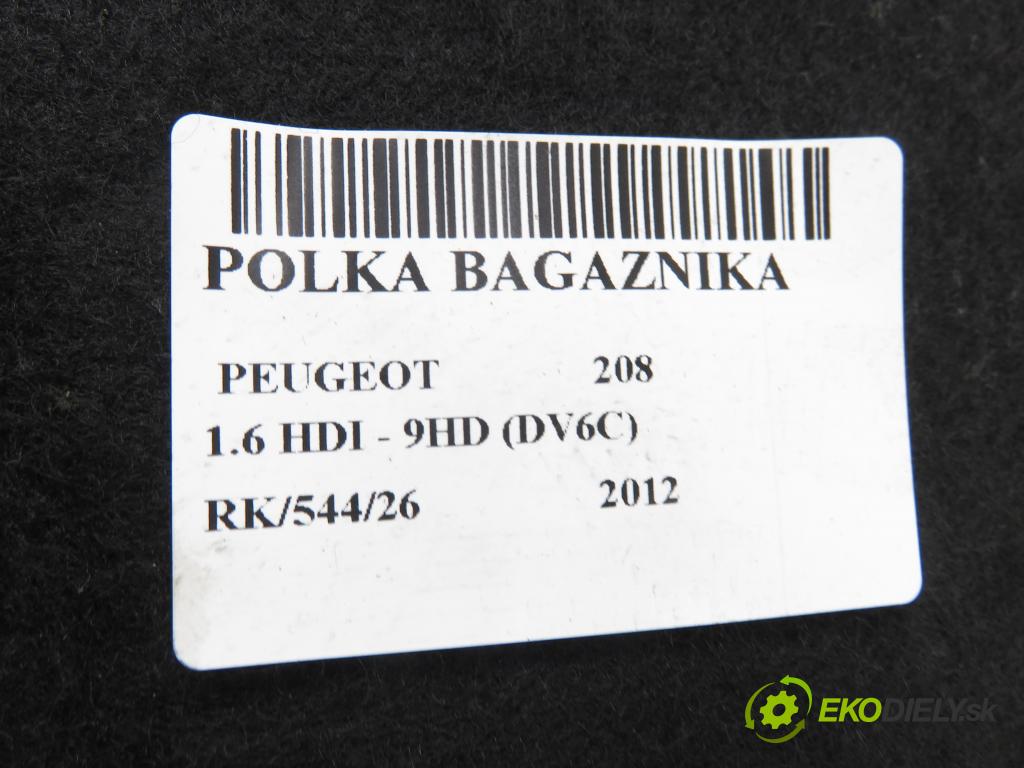 POLKA BAGAZNIKA
PEUGEOT 208
1.6 HDI - 9HD (DV6C)
RK/544/26 2012
EKODIELY.sk